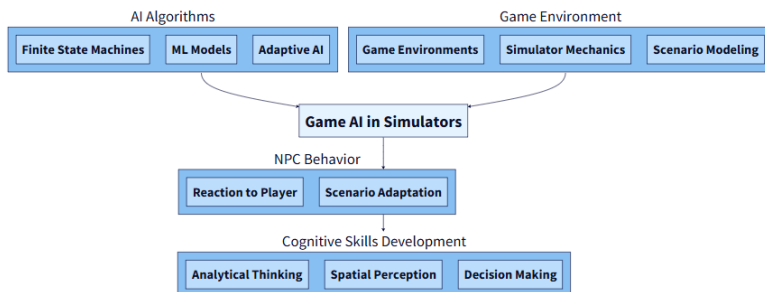 AI Algorithms
Game Environment
Finite State Machines
ML Models
Adaptive AI
Game Environments
Simulator Mechanics
Scenario Modeling
Game AI in Simulators
NPC Behavior
Reaction to Player
Scenario Adaptation
Cognitive Skills Development
Analytical Thinking
Spatial Perception
Decision Making